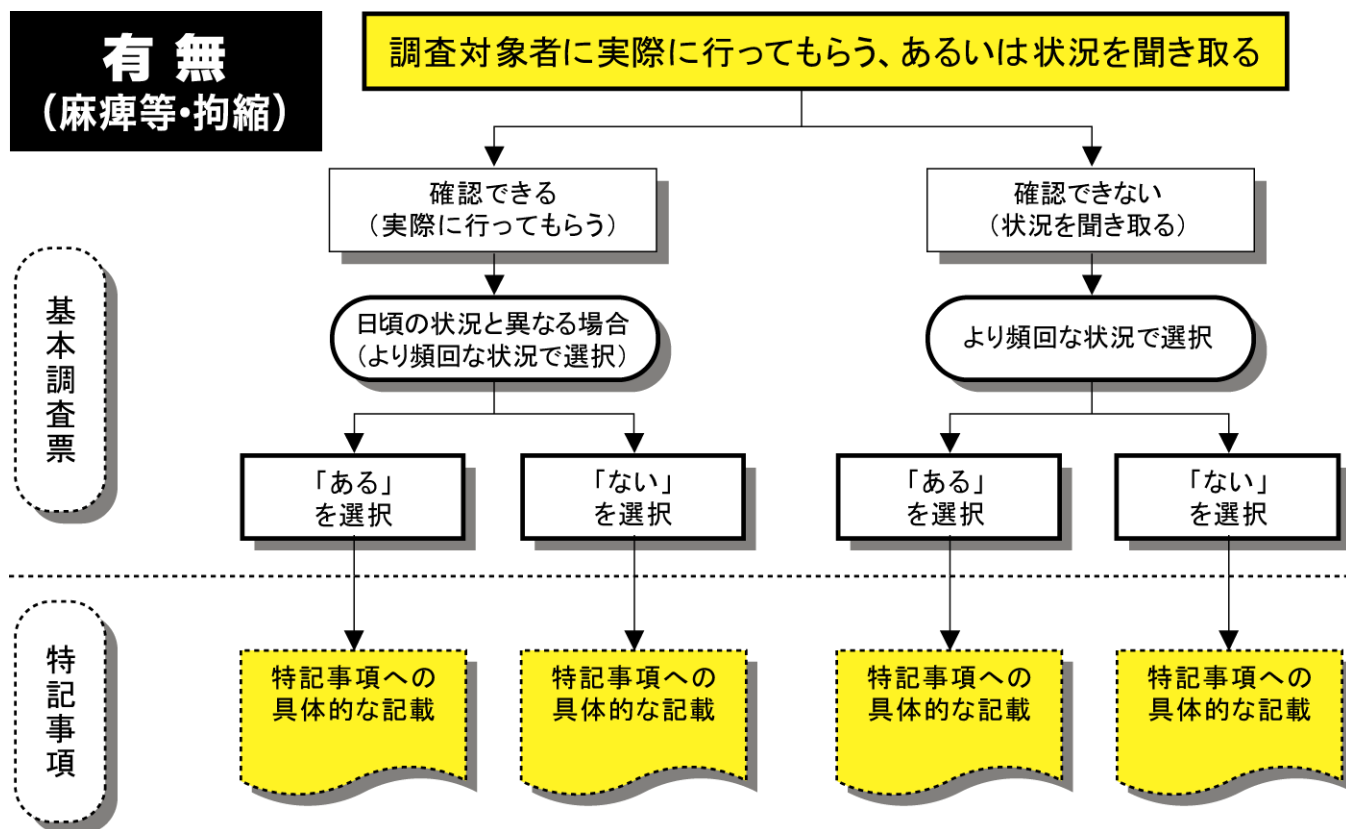 有無
（麻痺等・拘縮）
調査対象者に実際に行ってもらう、あるいは状況を聞き取る
確認できる
（実際に行ってもらう）
確認できない
（状況を聞き取る）
基本調査票
日頃の状況と異なる場合
（より頻回な状況で選択）
より頻回な状況で選択
「ある」
を選択
「ない」
を選択
「ある」
を選択
「ない」
を選択
特記事項
特記事項への
具体的な記載
特記事項への
具体的な記載
特記事項への
具体的な記載
特記事項への
具体的な記載